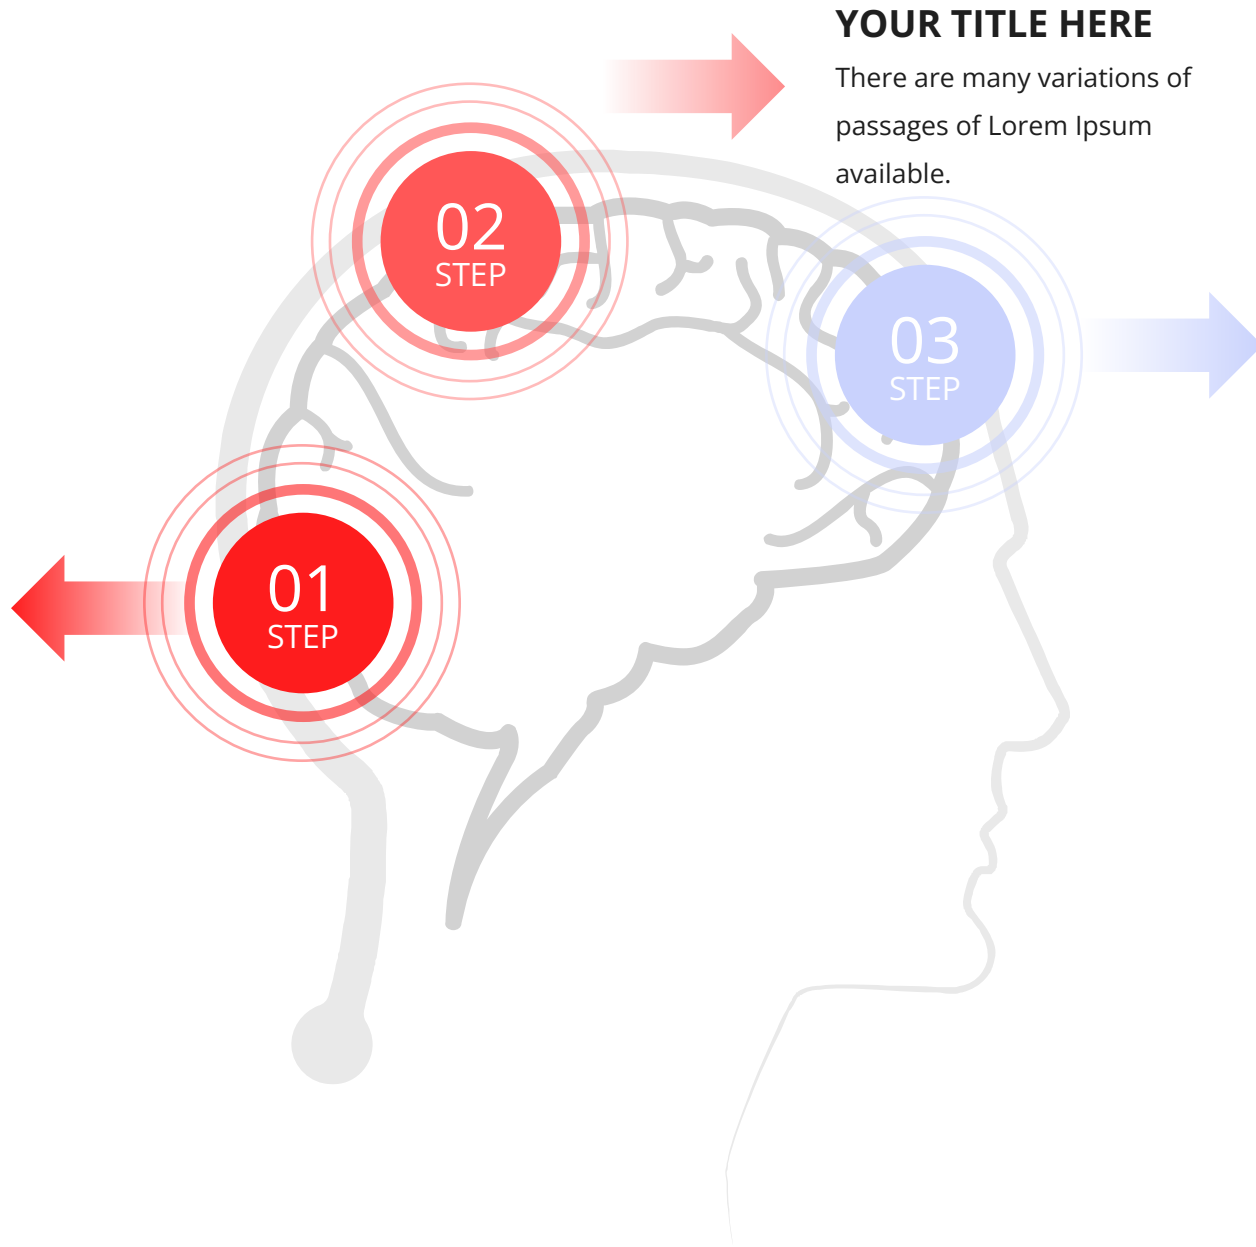 YOUR TITLE HERE
There are many variations of
passages of Lorem Ipsum
available.
02
STEP
03
STEP
01
STEP